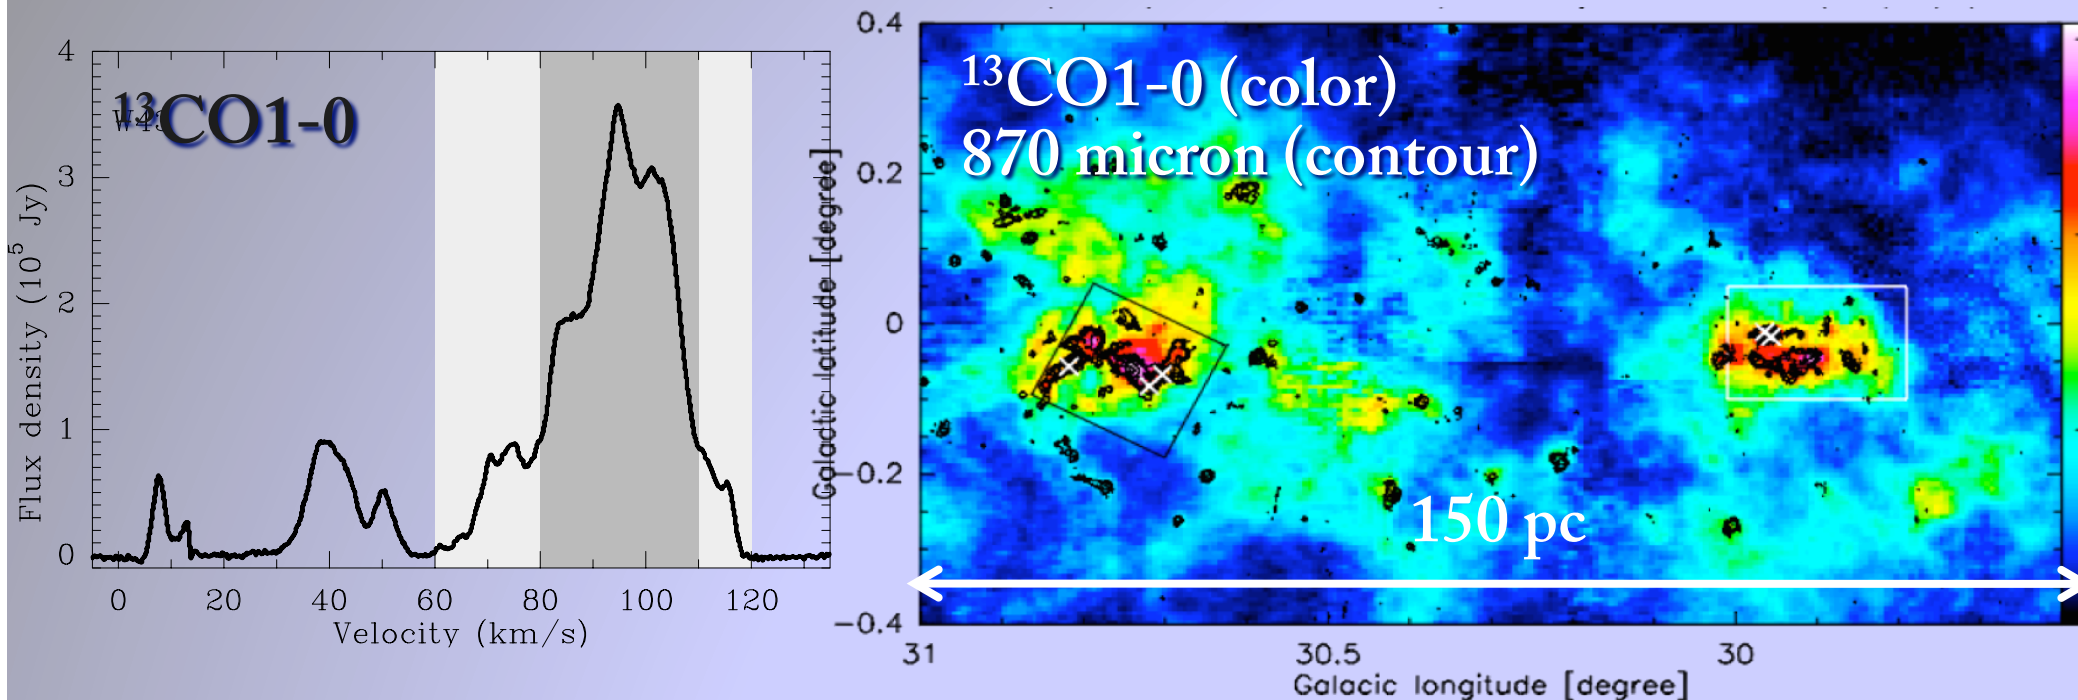 4
3
2
1
0
Flux density (10⁵ Jy)
W43
¹³CO1-0
0 20 40 60 80 100 120
Velocity (km/s)
0.4
0.2
0
-0.2
-0.4
Galactic latitude [degree]
¹³CO1-0 (color)
870 micron (contour)
150 pc
31 30.5 30
Galacic longitude [degree]